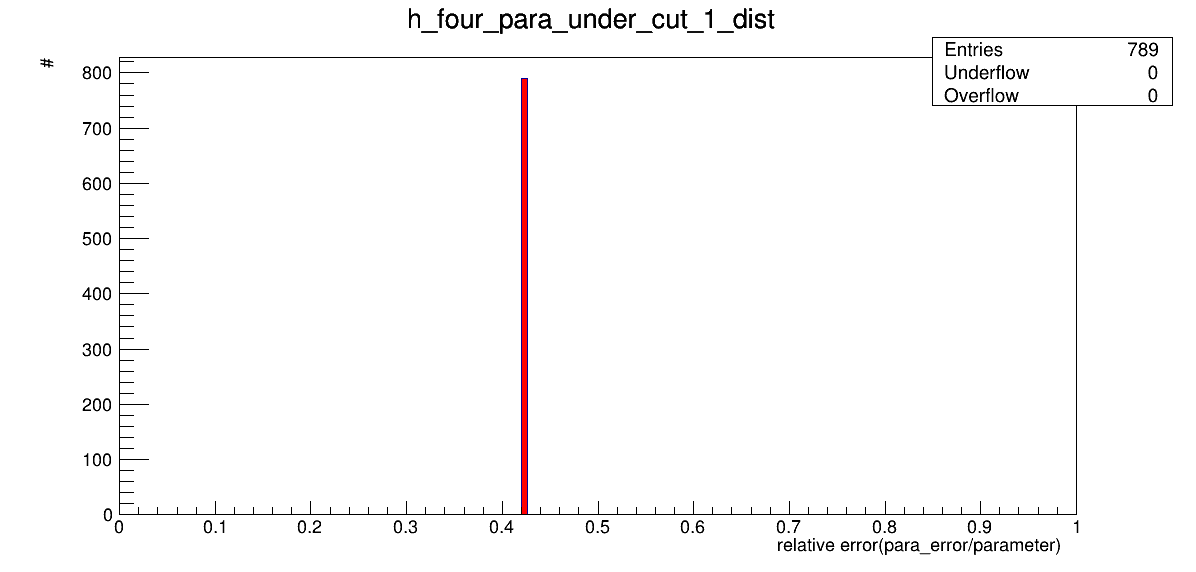 h_four_para_under_cut_1_dist
#
Entries 789
Underflow 0
Overflow 0
800
700
600
500
400
300
200
100
0
0 0.1 0.2 0.3 0.4 0.5 0.6 0.7 0.8 0.9 1
relative error(para_error/parameter)